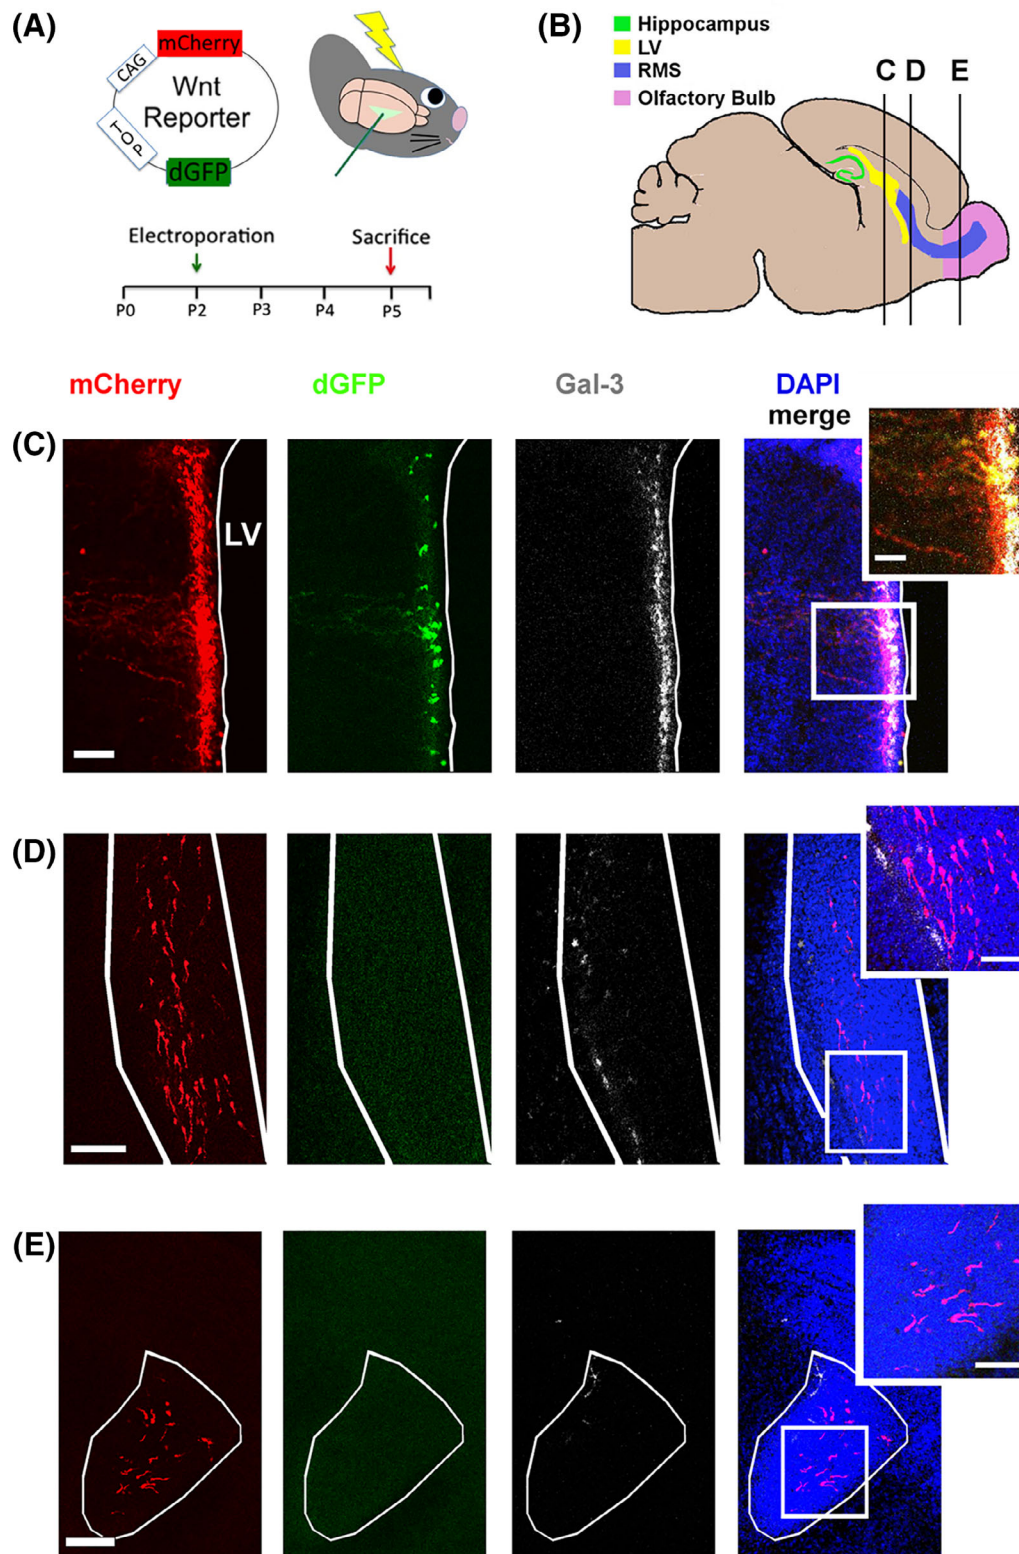 (A)
mCherry
CAG
Wnt
Reporter
TOP
dGFP
Electroporation
Sacrifice
P0
P2
P3
P4
P5
(B)
Hippocampus
LV
RMS
Olfactory Bulb
C D E
mCherry
dGFP
Gal-3
DAPI
merge
(C)
LV
(D)
(E)